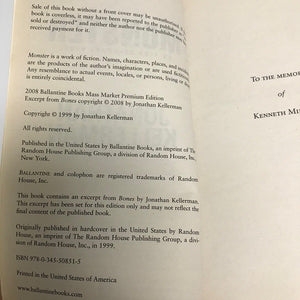 Sale of this book without a front cover may be unauthorized.
book is coverless, it may have been reported to the publisher
sold or destroyed" and neither the author nor the publisher
received payment for it.
Monster is a work of fiction. Names, characters, places, and
are the products of the author's imagination or are used fictitiously.
Any resemblance to actual events, locales, or persons, living or
is entirely coincidental.
2008 Ballantine Books Mass Market Premium Edition
Excerpt from Bones copyright © 2008 by Jonathan Kellerman
Copyright © 1999 by Jonathan Kellerman
All rights reserved.
Published in the United States by Ballantine Books, an imprint of The
Random House Publishing Group, a division of Random House, Inc.,
New York.
BALLANTINE and colophon are registered trademarks of Random
House, Inc.
This book contains an excerpt from Bones by Jonathan Kellerman.
This excerpt has been set for this edition only and may not reflect the
final content of the published book.
Originally published in hardcover in the United States by Random
House, an imprint of The Random House Publishing Group, a divi-
sion of Random House, Inc., in 1999.
ISBN 978-0-345-50851-5
Printed in the United States of America
www.ballantinebooks.com
TO THE MEMO
of
KENNETH